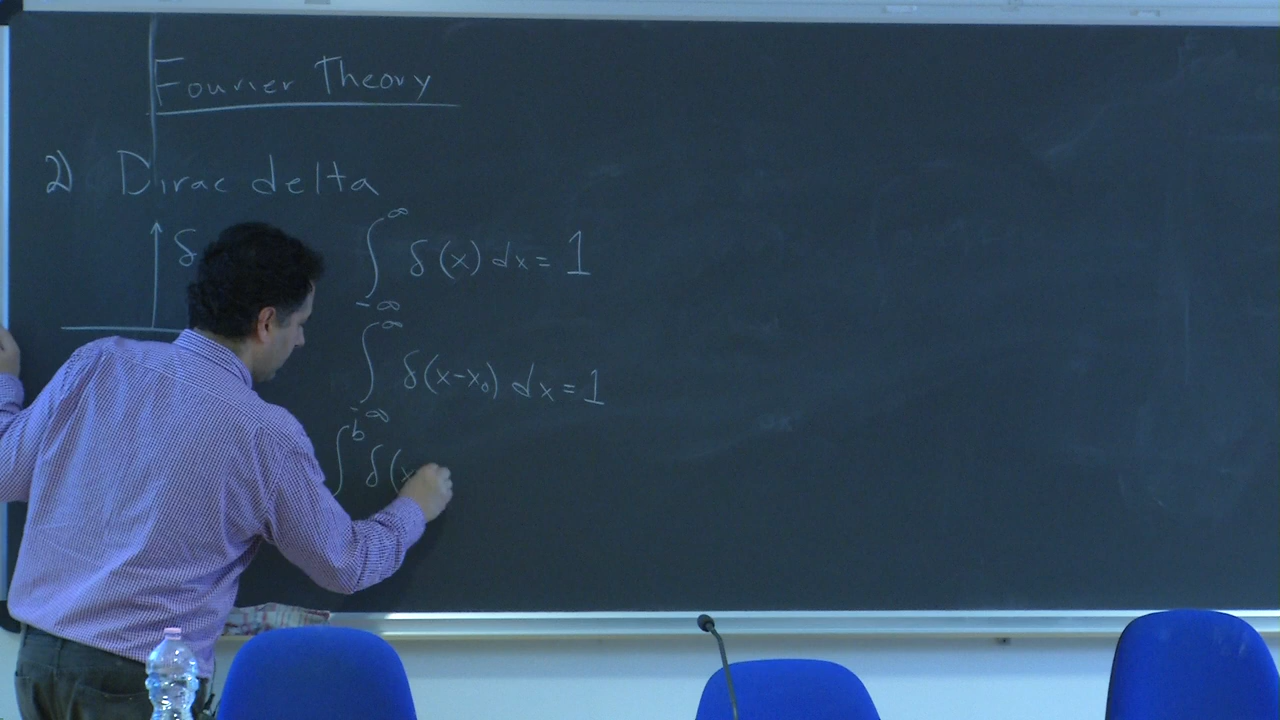 Fourier Theory
2) Dirac delta
δ
∫_{-∞}^{∞} δ(x) dx = 1
∫_{-∞}^{∞} δ(x-x₀) dx = 1
∫^{b} δ(x